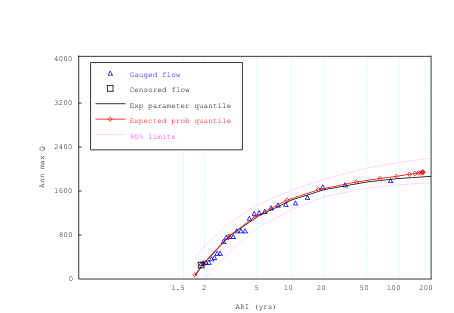 4000
3200
2400
1600
800
0
Ann max Q
Gauged flow
Censored flow
Exp parameter quantile
Expected prob quantile
90% limits
1.5 2 5 10 20 50 100 200
ARI (yrs)